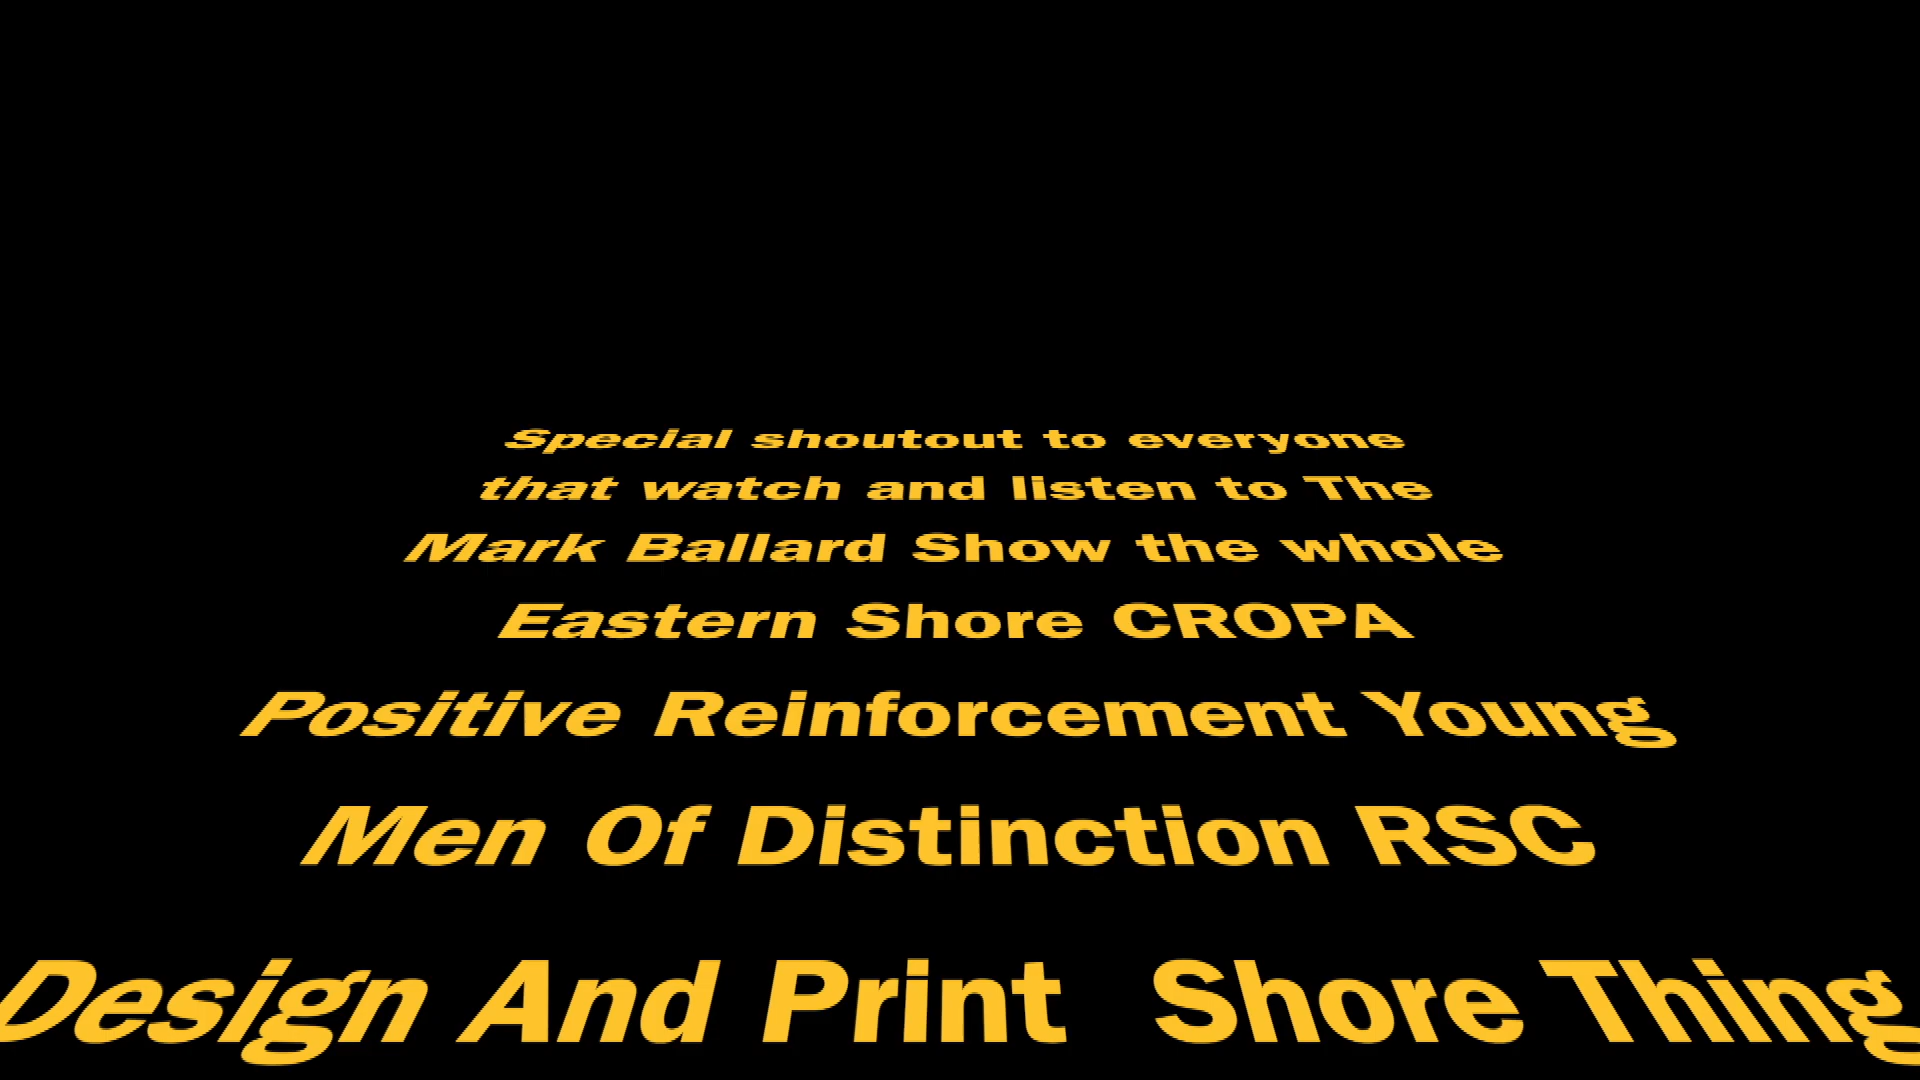 Special shoutout to everyone
that watch and listen to The
Mark Ballard Show the whole
Eastern Shore CROPA
Positive Reinforcement Young
Men Of Distinction RSC
Design And Print Shore Thing